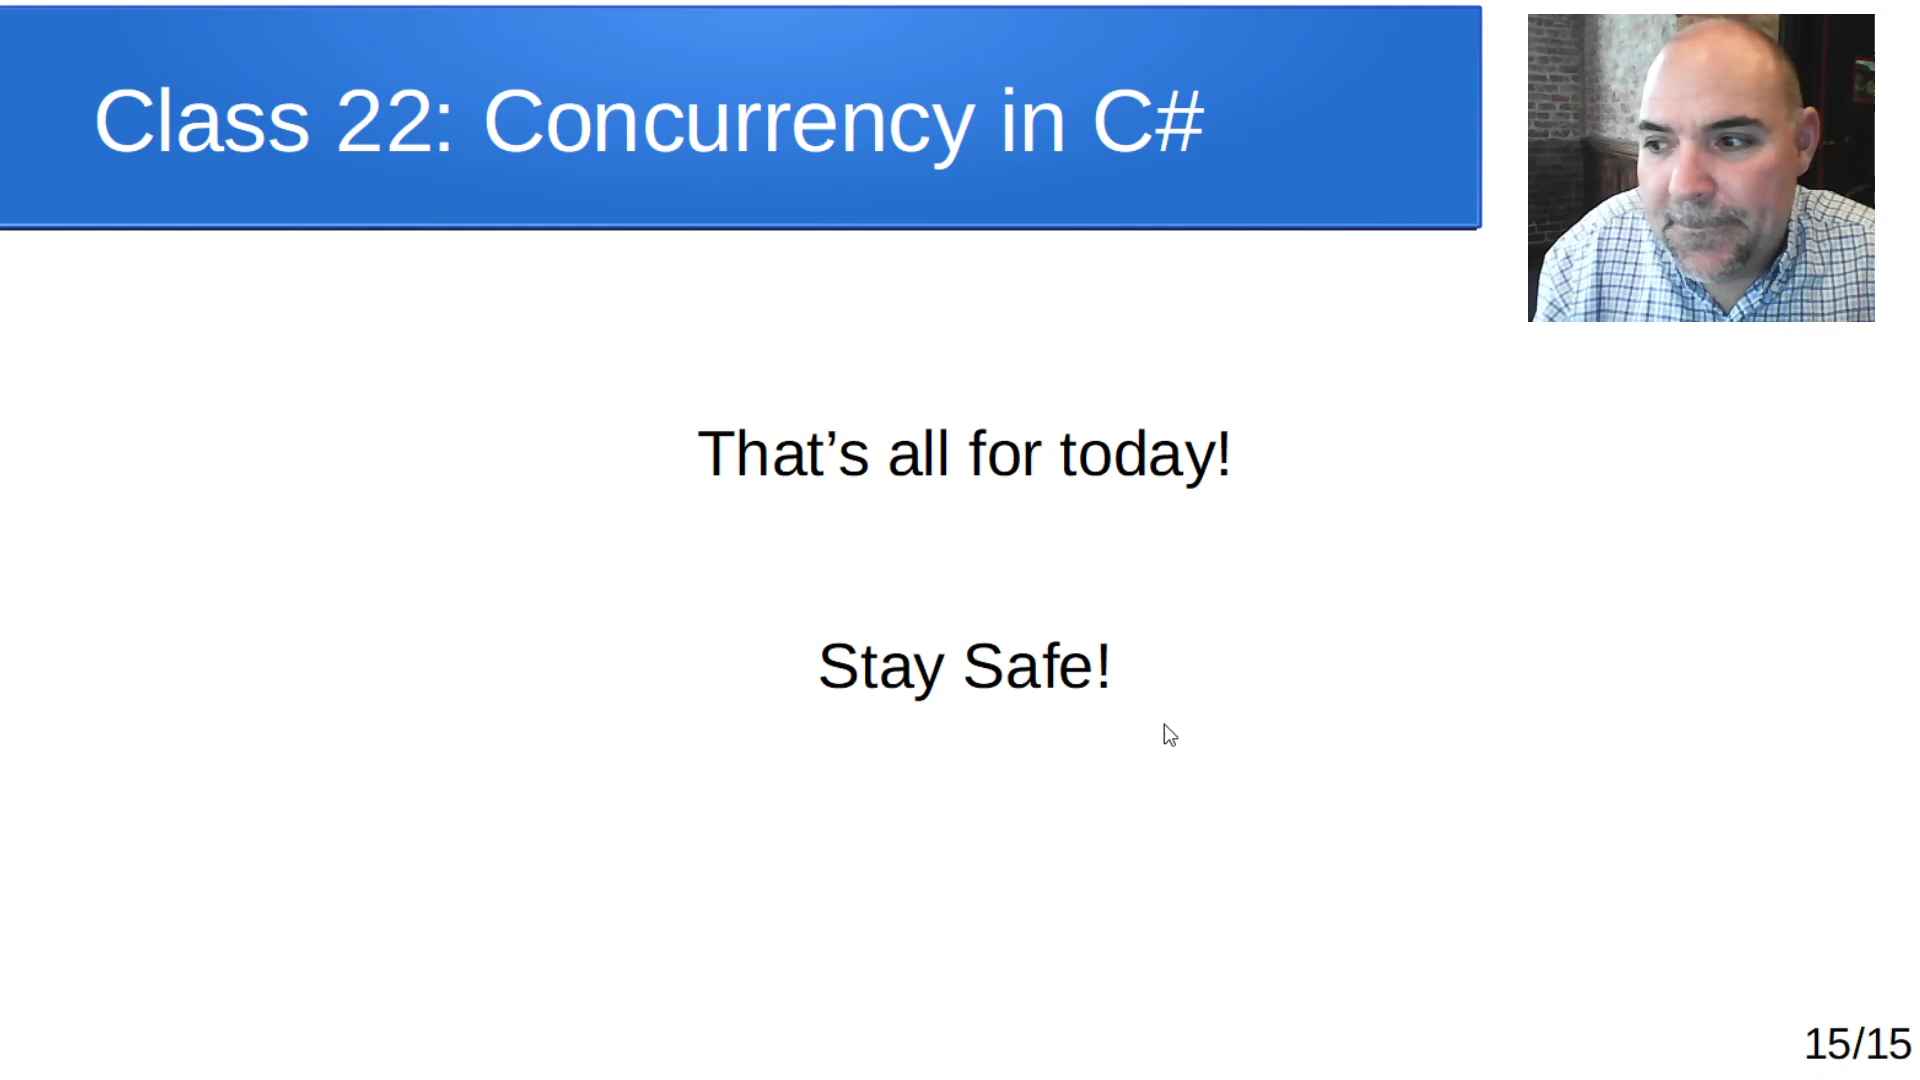 Class 22: Concurrency in C#
That’s all for today!
Stay Safe!
15/15